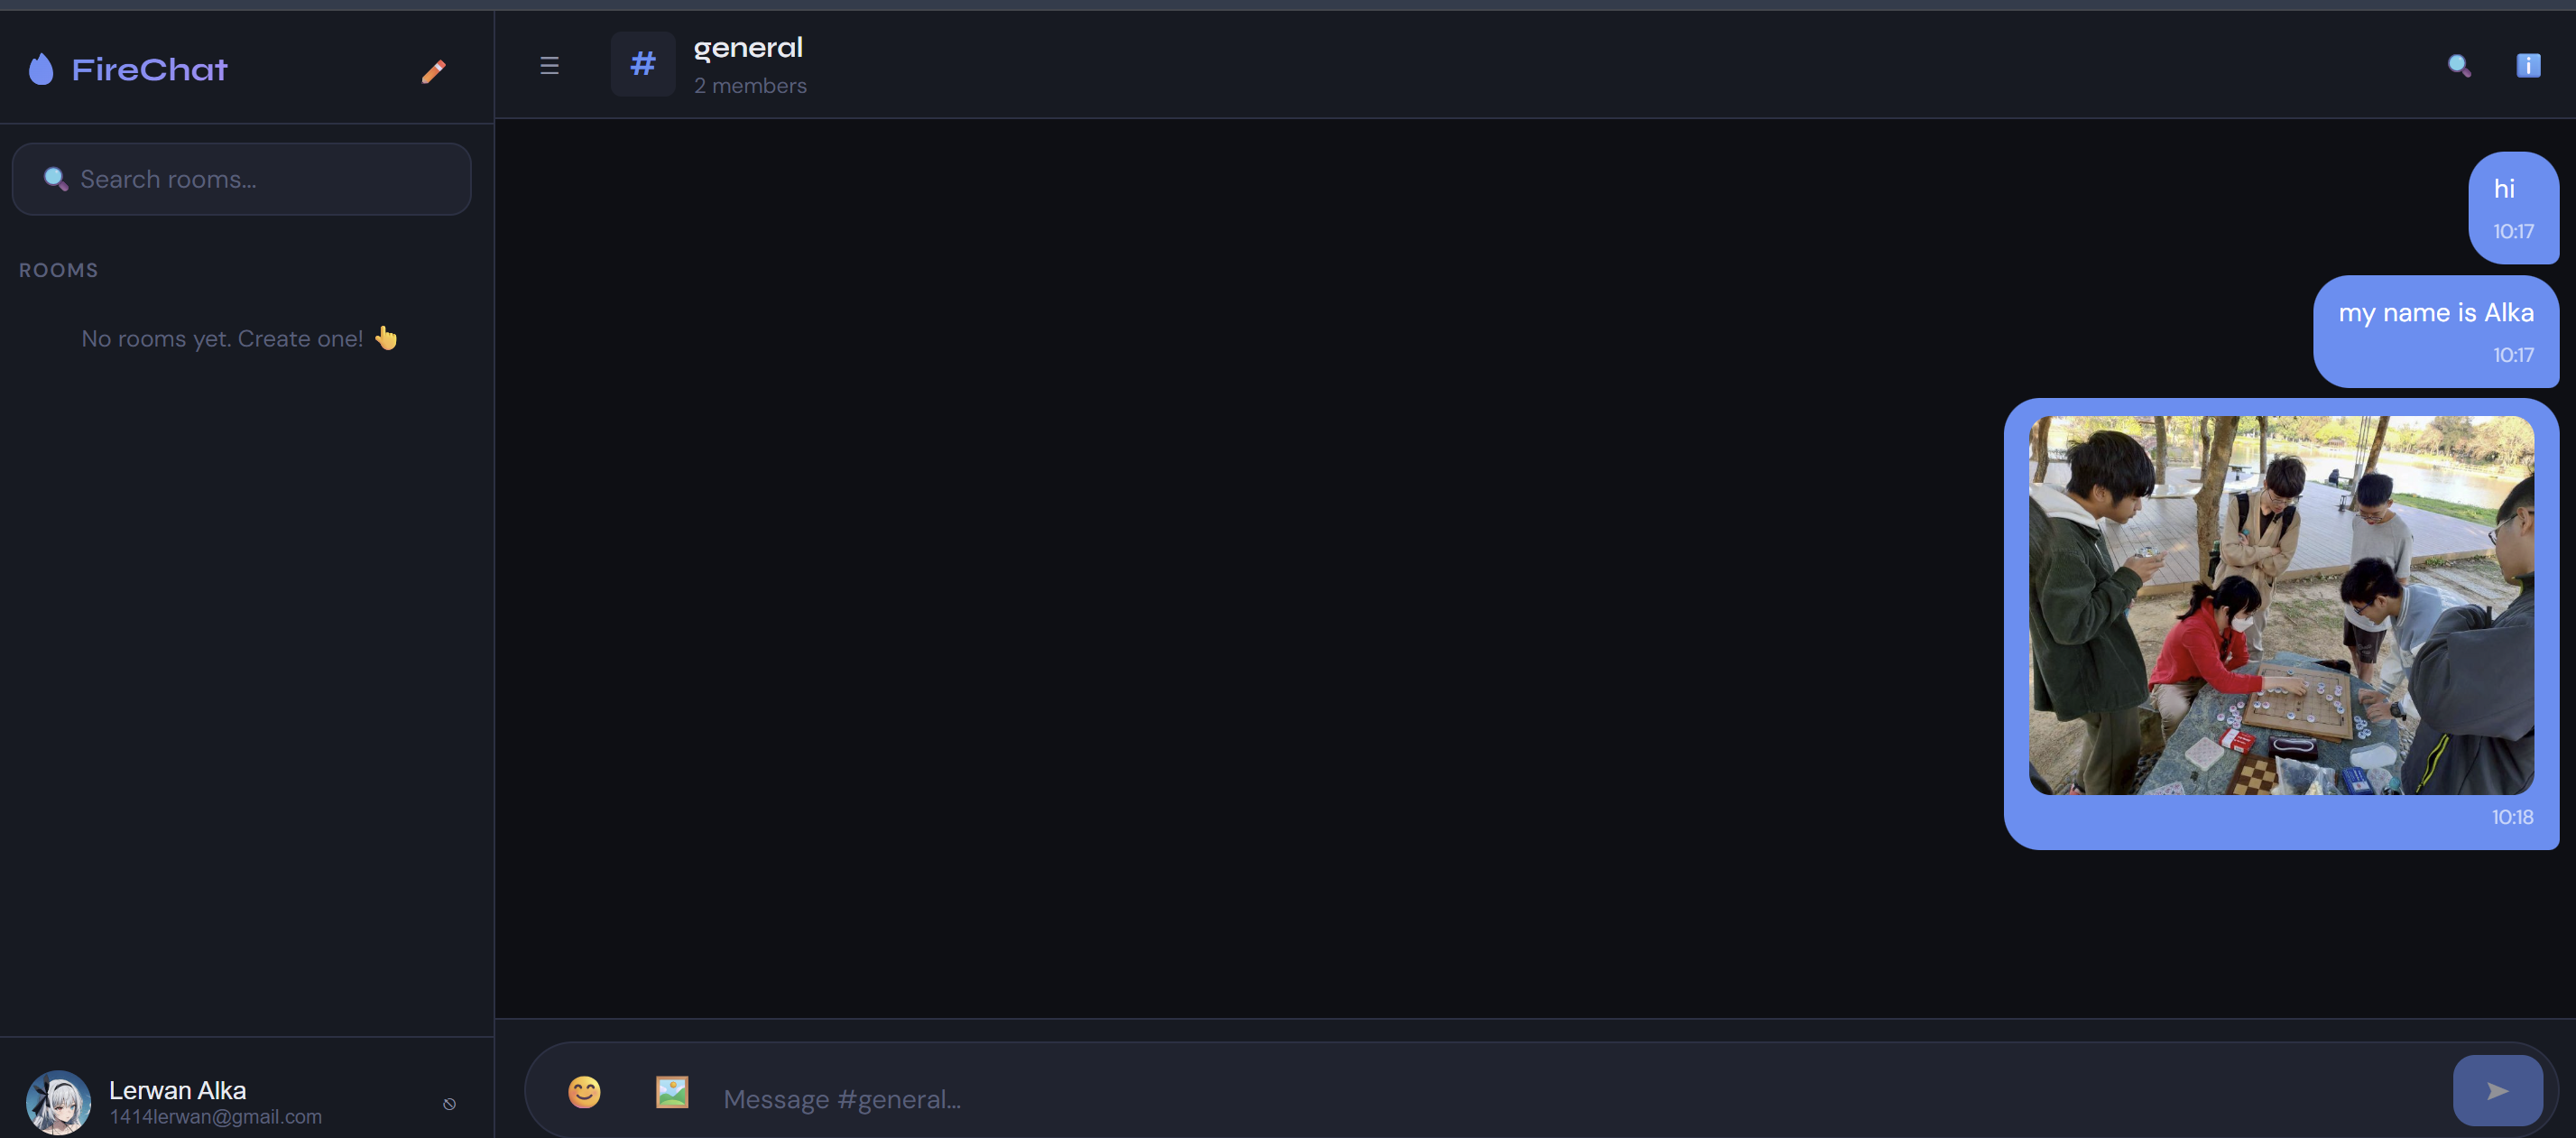 FireChat
Search rooms...
ROOMS
No rooms yet. Create one!
Lerwan Alka
1414lerwan@gmail.com
#
general
2 members
hi
10:17
my name is Alka
10:17
10:18
Message #general...